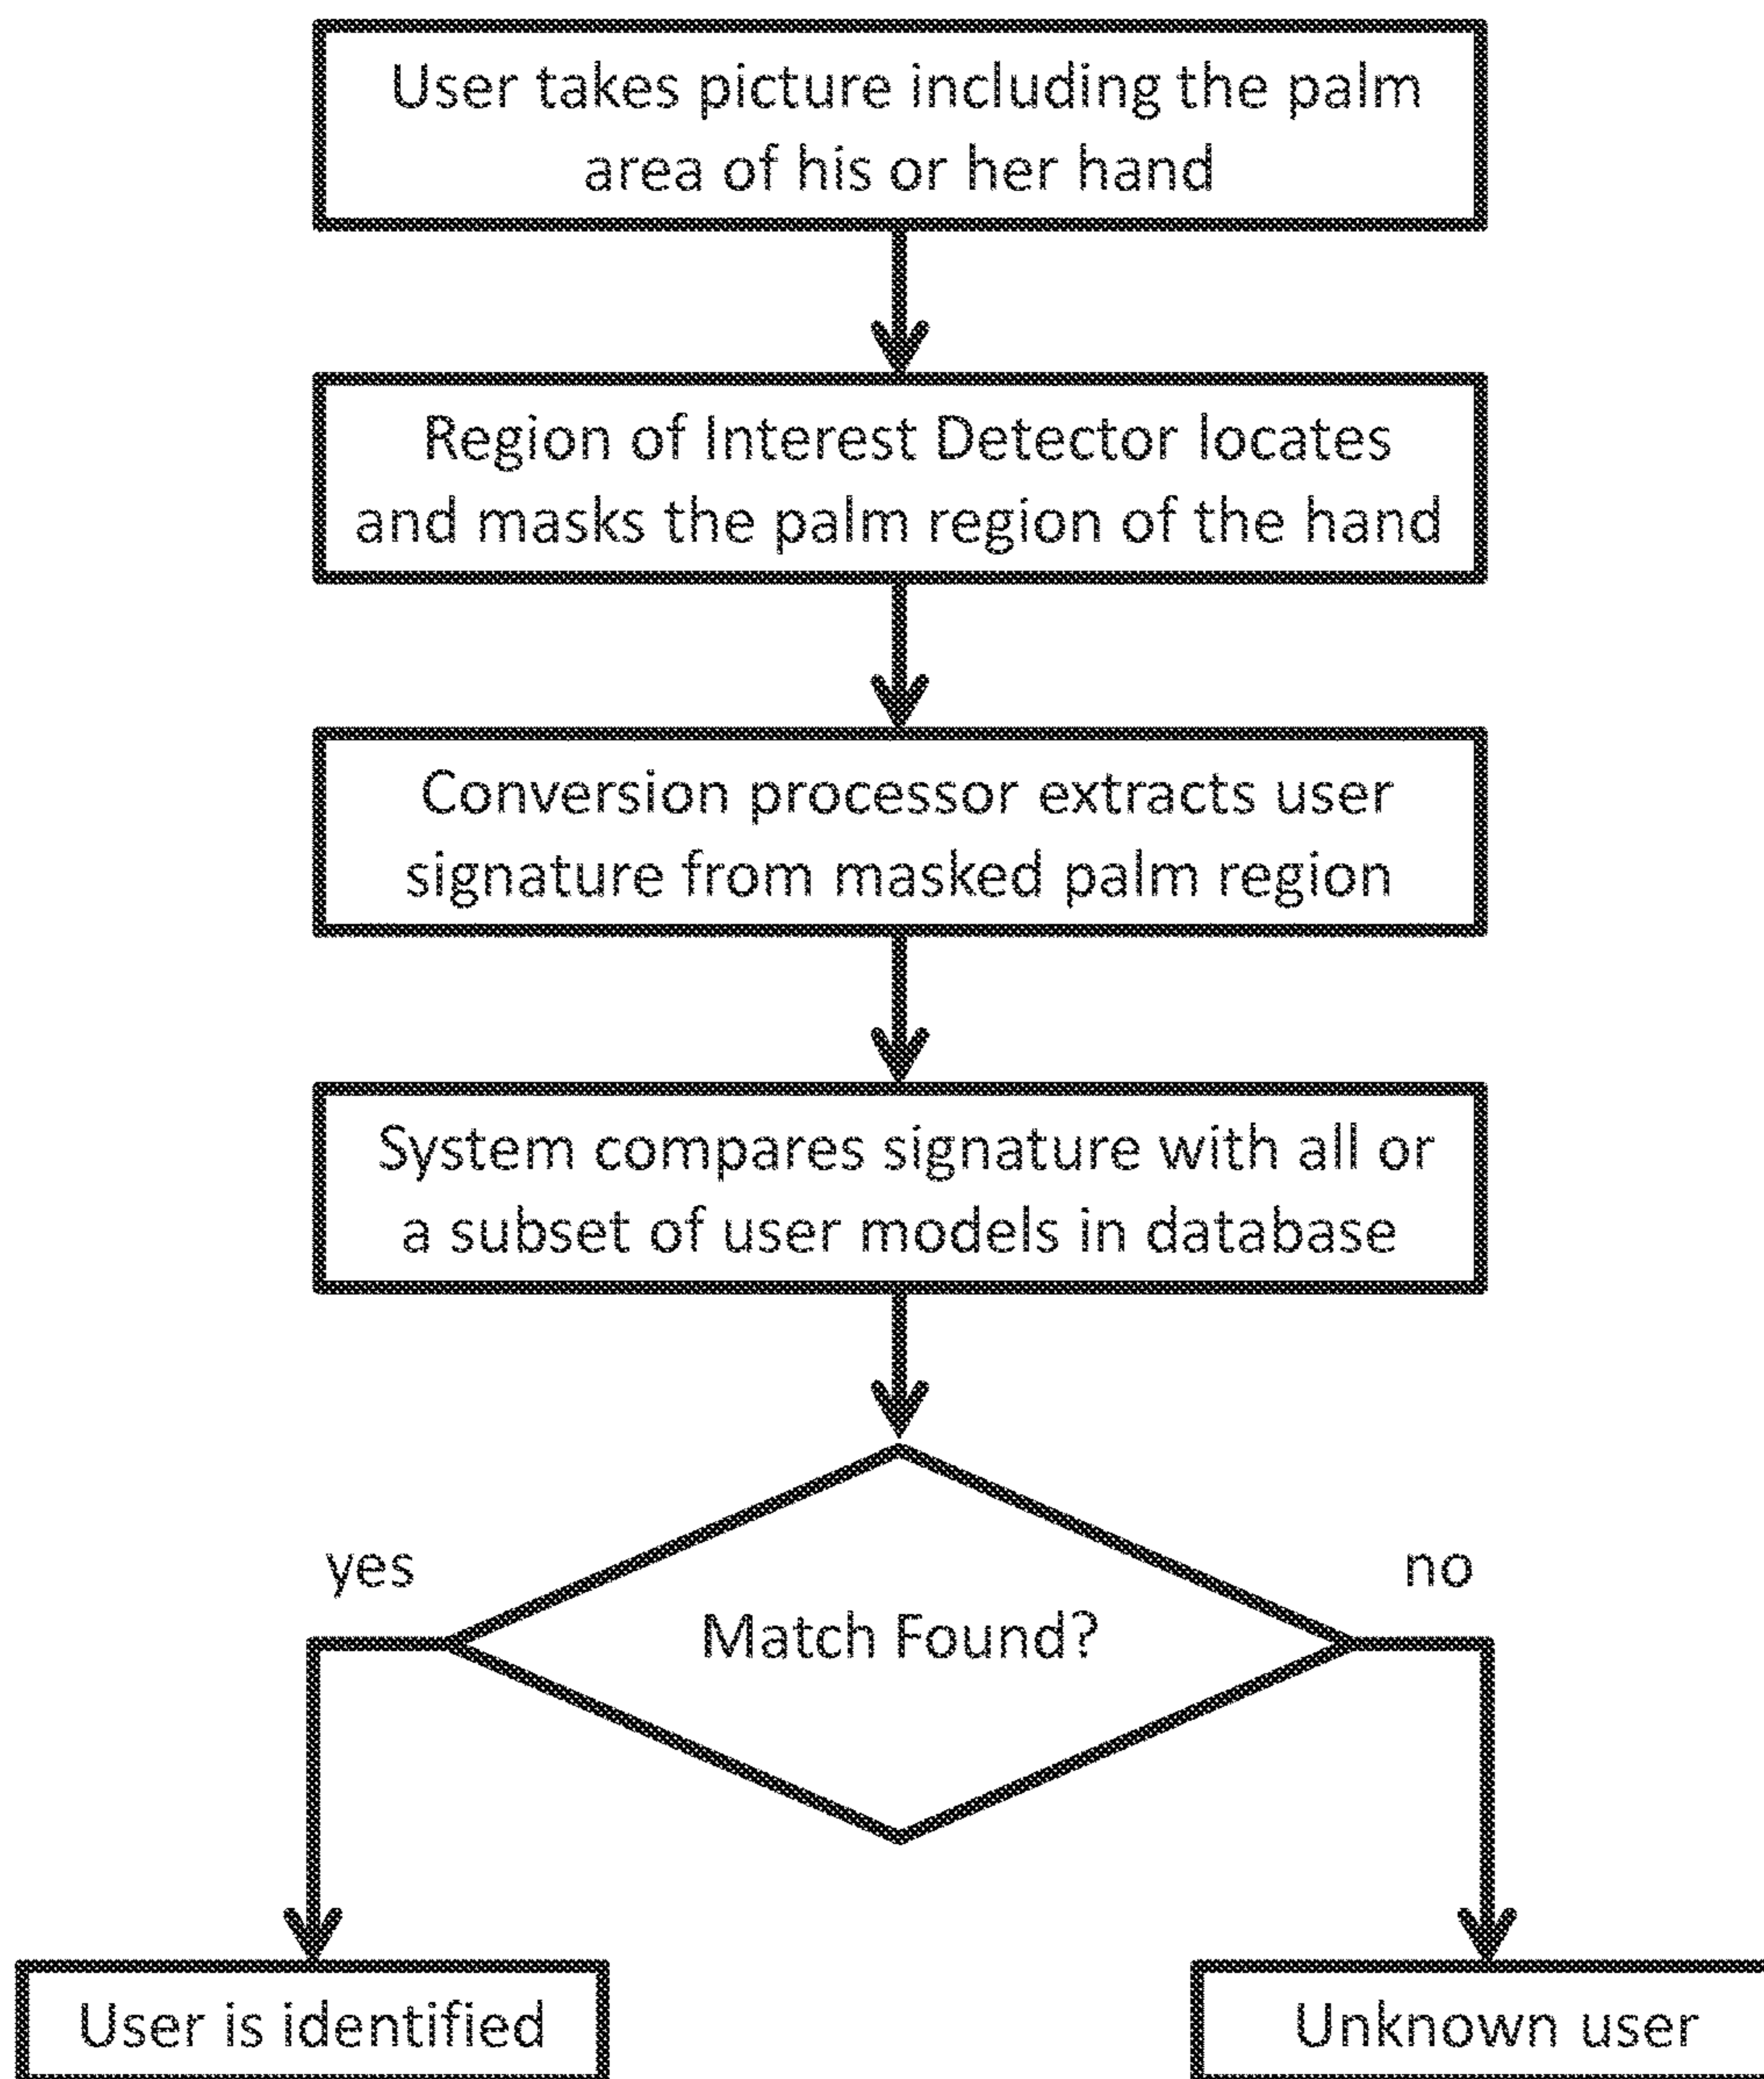 User takes picture including the palm
area of his or her hand
Region of Interest Detector locates
and masks the palm region of the hand
Conversion processor extracts user
signature from masked palm region
System compares signature with all or
a subset of user models in database
yes
no
Match Found?
User is identified
Unknown user